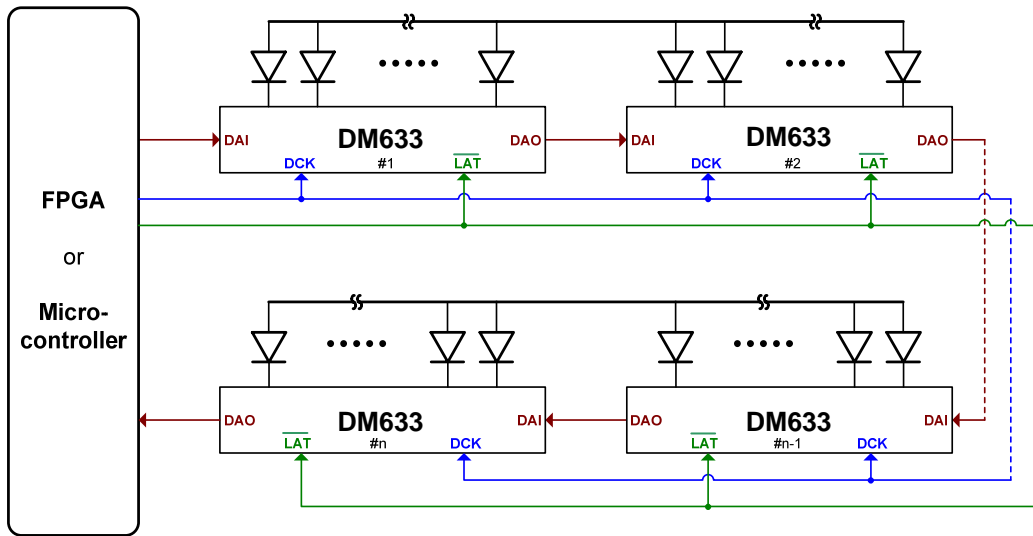 DM633
DM633
DAI
DAO
DAI
DAO
DCK
#1
LAT
DCK
#2
LAT
FPGA
or
Micro-
controller
DM633
DM633
DAO
DAI
DAO
DAI
LAT
#n
DCK
LAT
#n-1
DCK